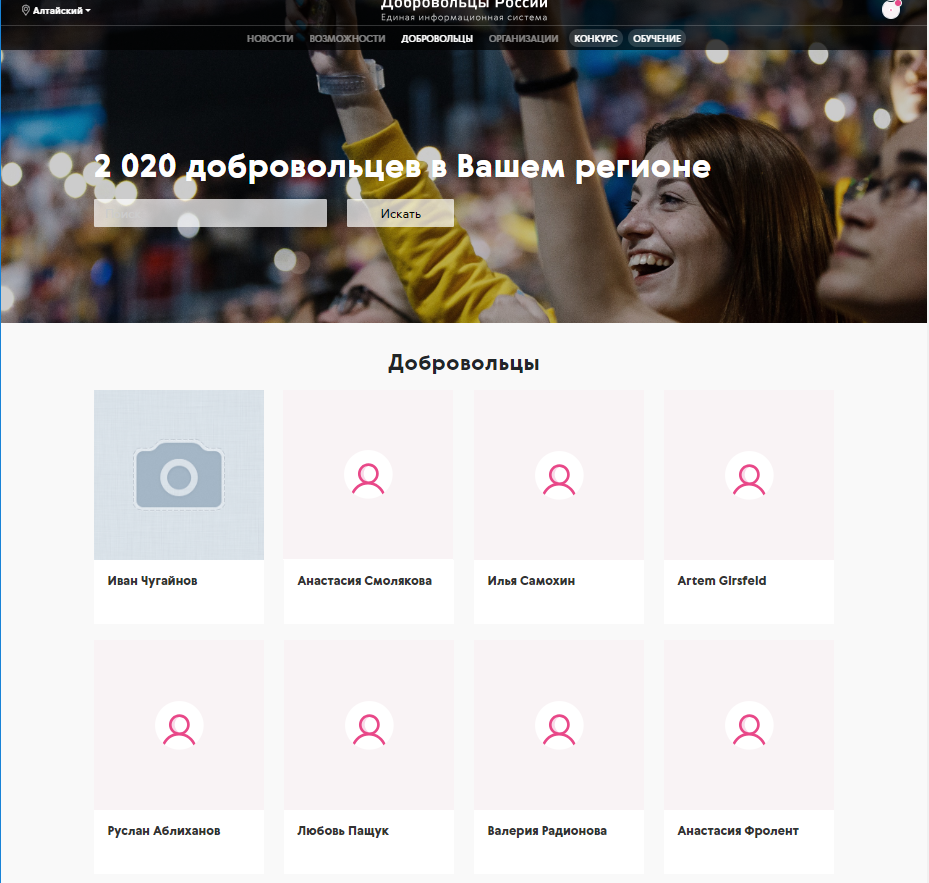 Алтайский
Добровольцы России
Единая информационная система
НОВОСТИ ВОЗМОЖНОСТИ ДОБРОВОЛЬЦЫ ОРГАНИЗАЦИИ КОНКУРС ОБУЧЕНИЕ
2 020 добровольцев в Вашем регионе
Искать
Добровольцы
Иван Чугайнов
Анастасия Смолякова
Илья Самохин
Artem Girsfeld
Руслан Аблиханов
Любовь Пащук
Валерия Радионова
Анастасия Фролент